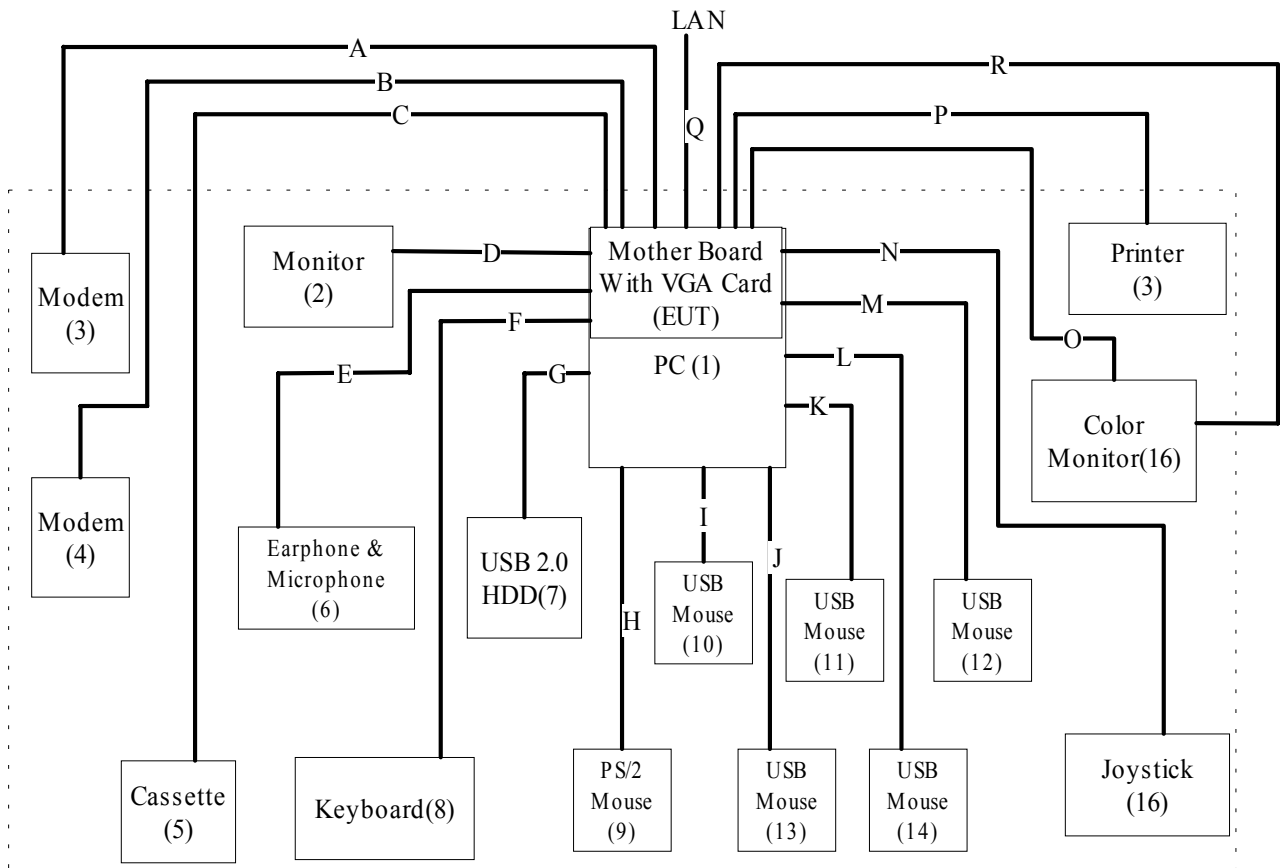 LAN
A
R
B
C
P
Q
Mother Board
With VGA Card
(EUT)
PC (1)
Monitor
(2)
D
N
Printer
(3)
Modem
(3)
M
F
O
E
G
L
K
Color
Monitor(16)
Modem
(4)
I
J
H
Earphone &
Microphone
(6)
USB 2.0
HDD(7)
USB
Mouse
(10)
USB
Mouse
(11)
USB
Mouse
(12)
Cassette
(5)
Keyboard(8)
PS/2
Mouse
(9)
USB
Mouse
(13)
USB
Mouse
(14)
Joystick
(16)